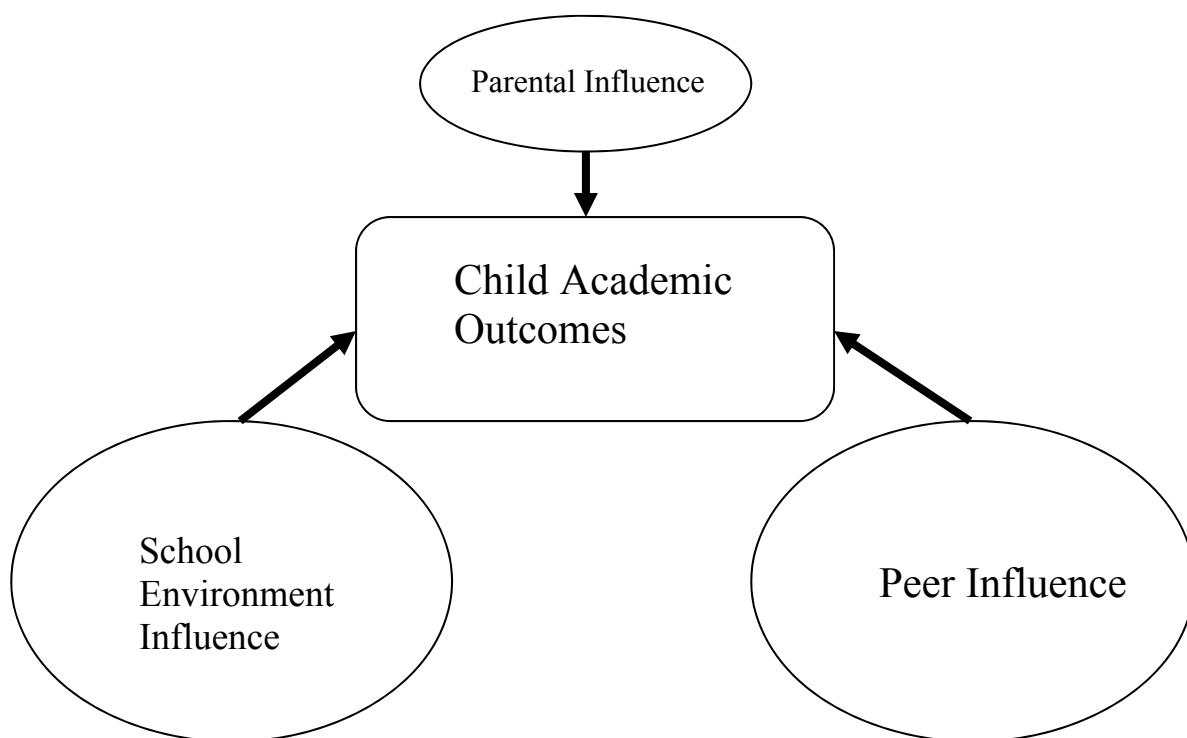 Parental Influence
Child Academic
Outcomes
School
Environment
Influence
Peer Influence